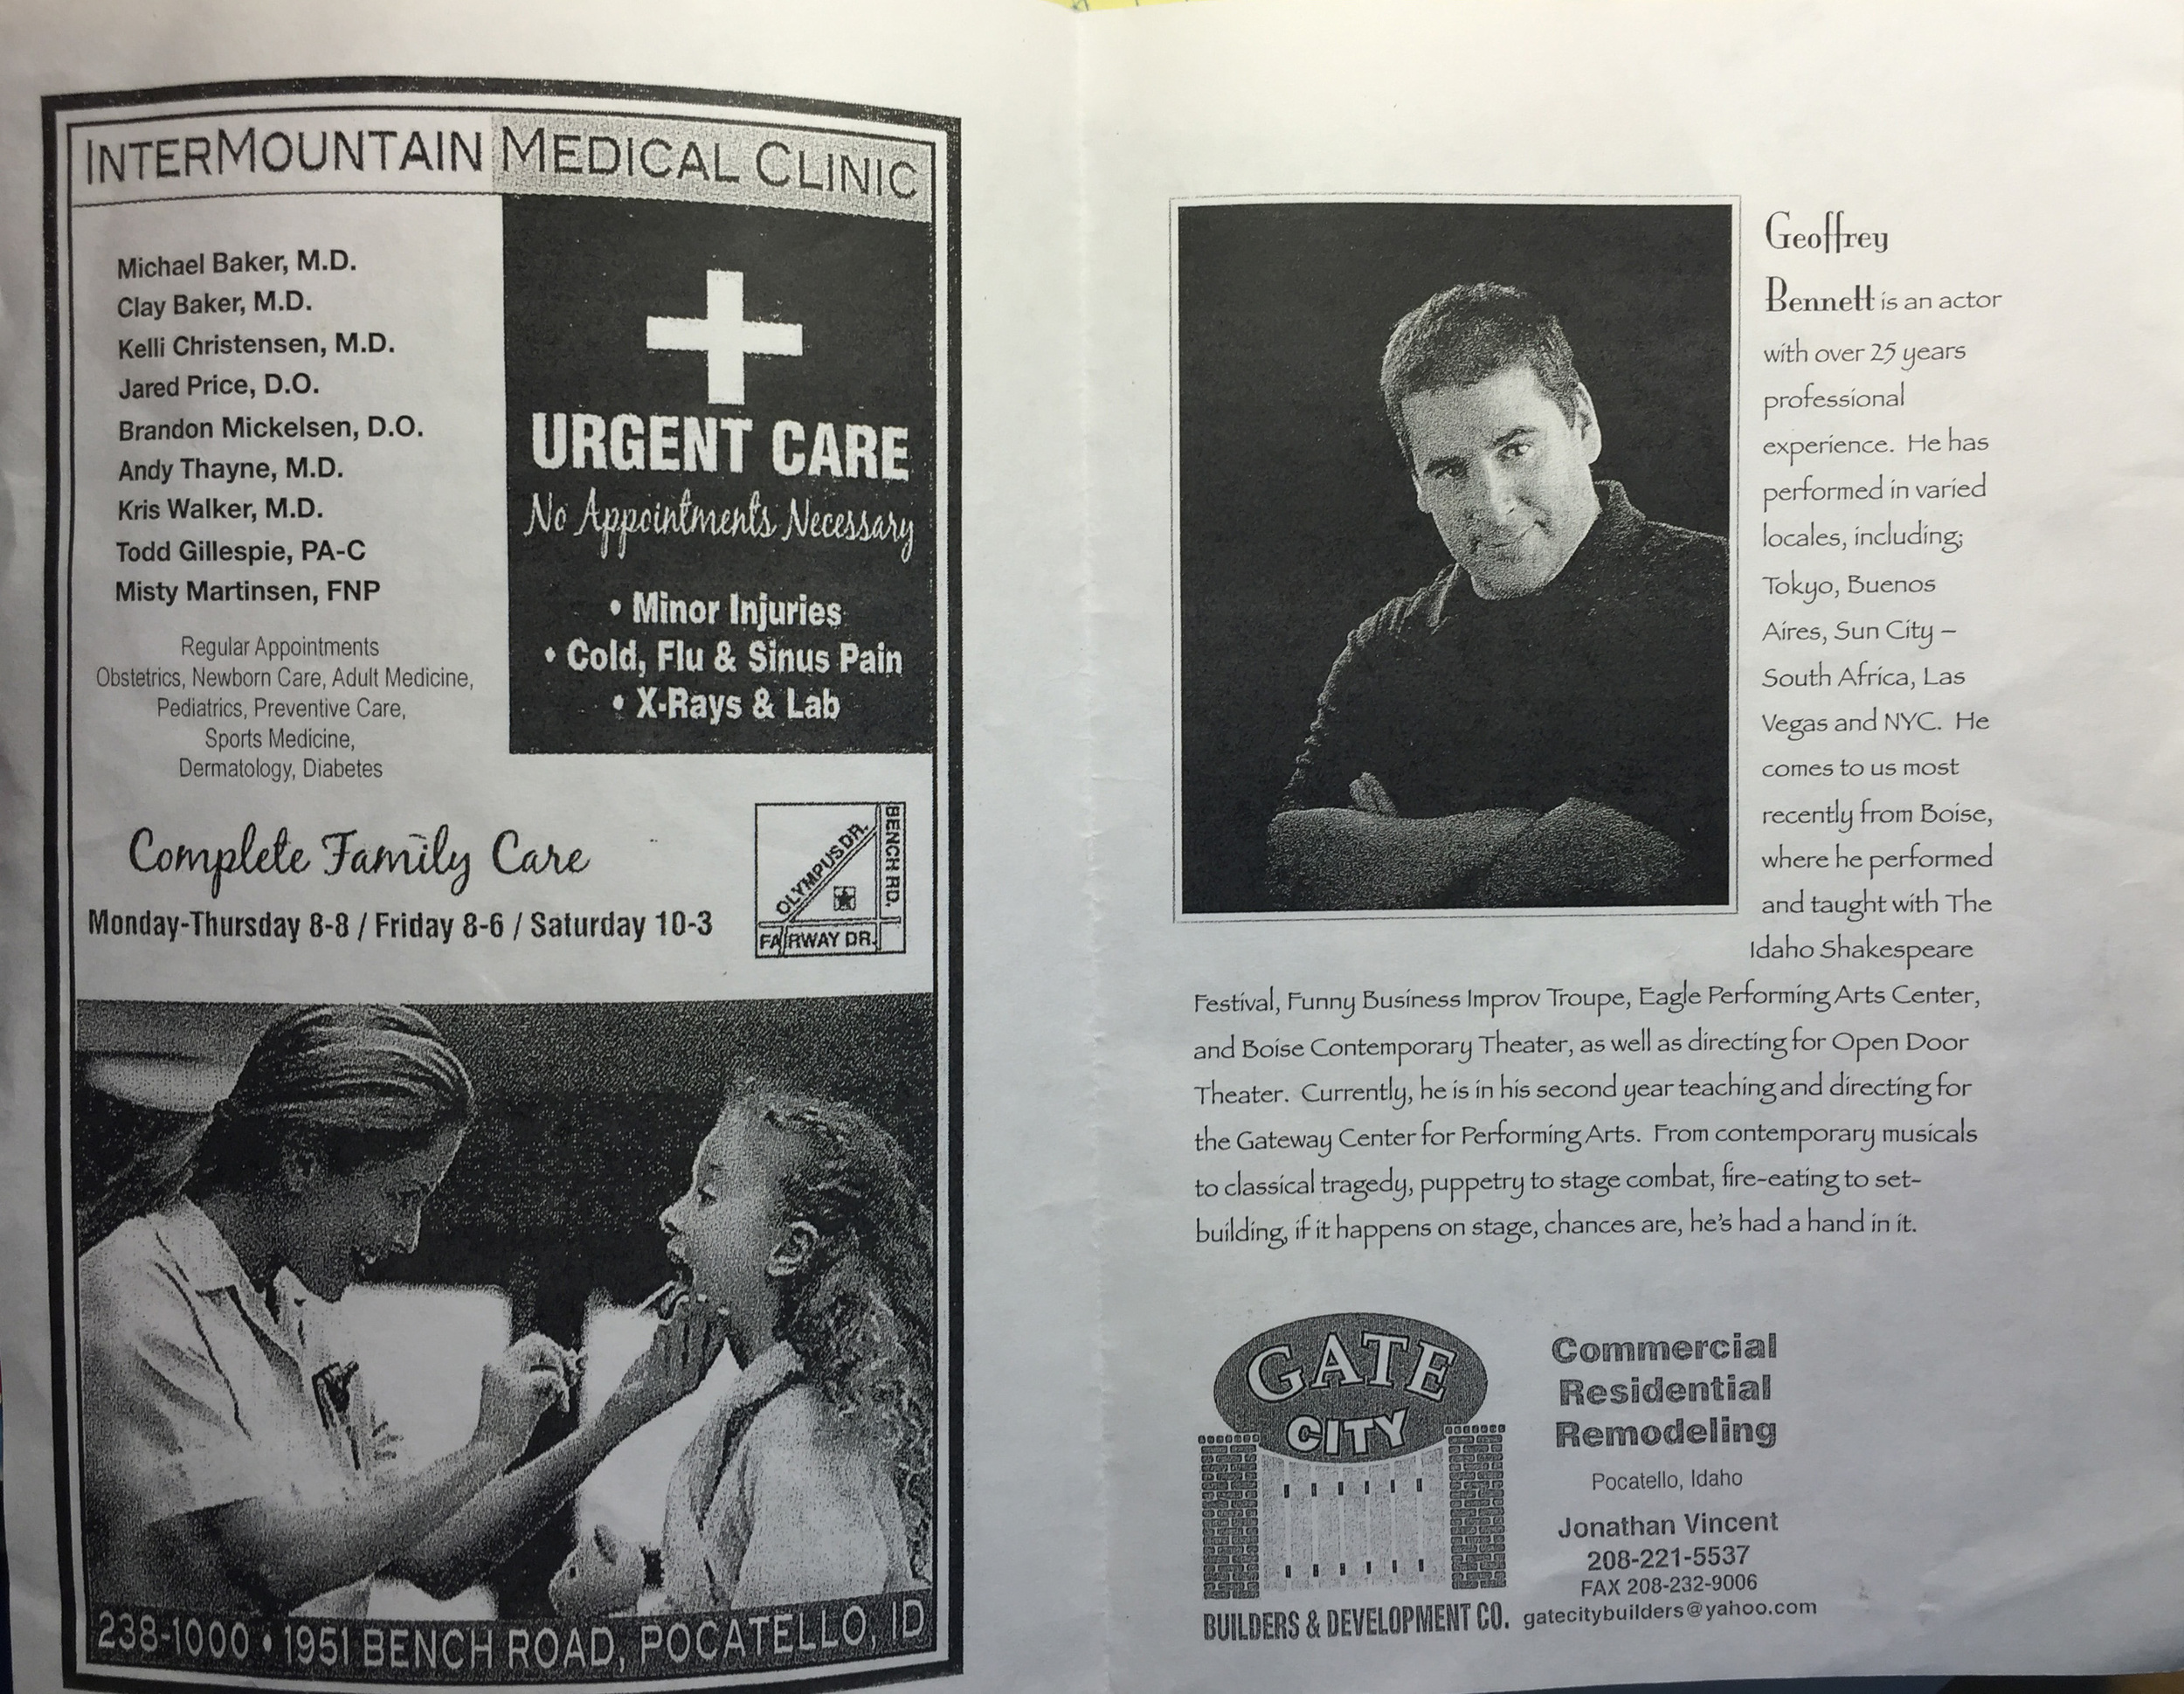 INTERMOUNTAIN MEDICAL CLINIC
Michael Baker, M.D.
Clay Baker, M.D.
Kelli Christensen, M.D.
Jared Price, D.O.
Brandon Mickelsen, D.O.
Andy Thayne, M.D.
Kris Walker, M.D.
Todd Gillespie, PA-C
Misty Martinsen, FNP
Regular Appointments
Obstetrics, Newborn Care, Adult Medicine,
Pediatrics, Preventive Care,
Sports Medicine,
Dermatology, Diabetes
URGENT CARE
No Appointments Necessary
• Minor Injuries
• Cold, Flu & Sinus Pain
• X-Rays & Lab
Complete Family Care
Monday-Thursday 8-8 / Friday 8-6 / Saturday 10-3
OLYMPUS DR.
BENCH RD.
FAIRWAY DR.
238-1000 • 1951 BENCH ROAD, POCATELLO, ID
Geoffrey
Bennett is an actor
with over 25 years
professional
experience. He has
performed in varied
locales, including;
Tokyo, Buenos
Aires, Sun City –
South Africa, Las
Vegas and NYC. He
comes to us most
recently from Boise,
where he performed
and taught with The
Idaho Shakespeare
Festival, Funny Business Improv Troupe, Eagle Performing Arts Center,
and Boise Contemporary Theater, as well as directing for Open Door
Theater. Currently, he is in his second year teaching and directing for
the Gateway Center for Performing Arts. From contemporary musicals
to classical tragedy, puppetry to stage combat, fire-eating to set-
building, if it happens on stage, chances are, he's had a hand in it.
GATE
CITY
BUILDERS & DEVELOPMENT CO.
Commercial
Residential
Remodeling
Pocatello, Idaho
Jonathan Vincent
208-221-5537
FAX 208-232-9006
gatecitybuilders@yahoo.com